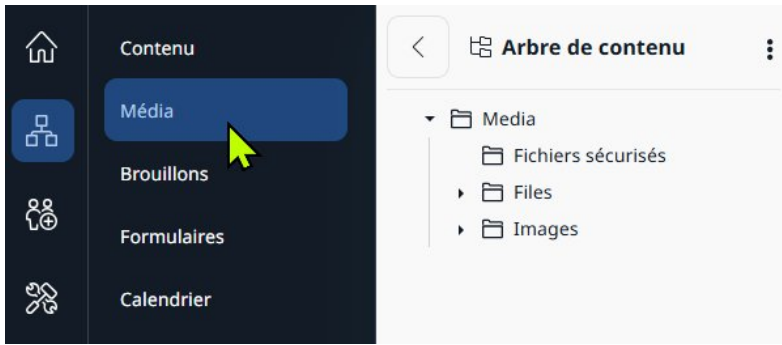 Contenu
Média
Brouillons
Formulaires
Calendrier
Arbre de contenu
Media
Fichiers sécurisés
Files
Images